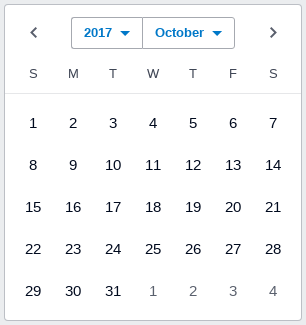 2017 October
S M T W T F S
1 2 3 4 5 6 7
8 9 10 11 12 13 14
15 16 17 18 19 20 21
22 23 24 25 26 27 28
29 30 31 1 2 3 4